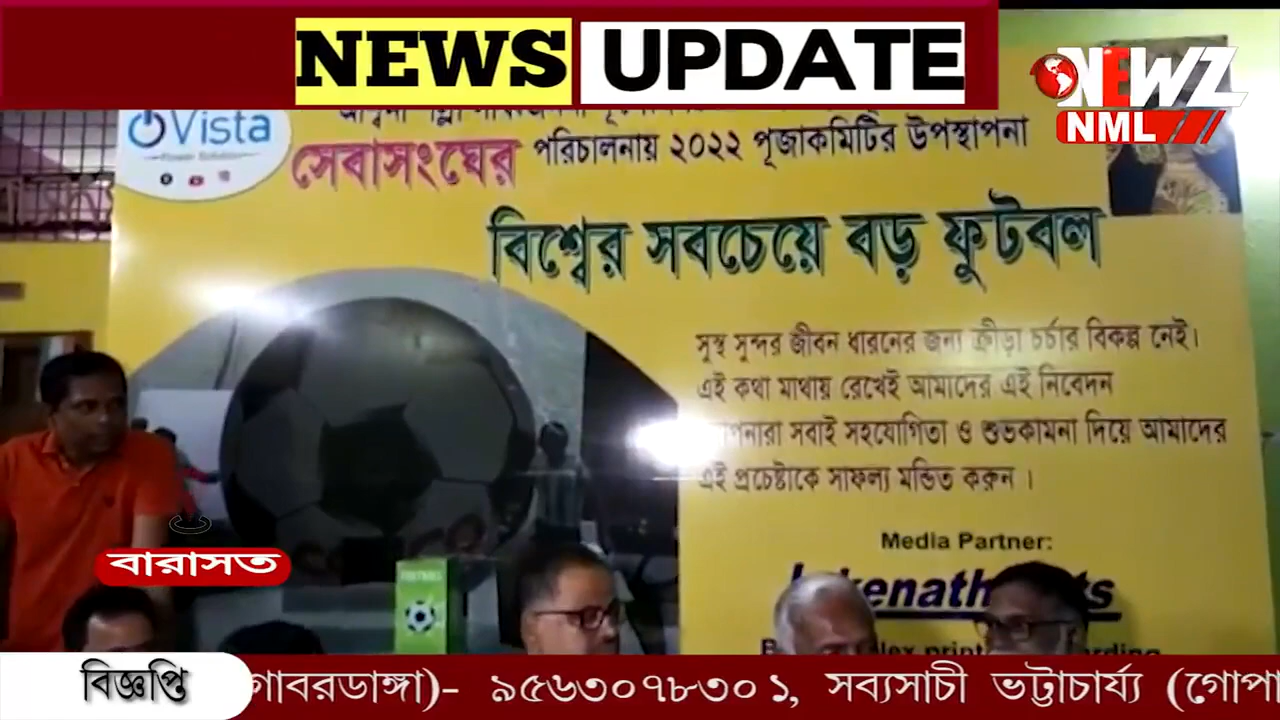 NEWS UPDATE
NEWZ
NML
Vista
সেবাসংঘের পরিচালনায় ২০২২ পূজাকমিটির উপস্থাপনা
বিশ্বের সবচেয়ে বড় ফুটবল
সুস্থ সুন্দর জীবন ধারনের জন্য ক্রীড়া চর্চার বিকল্প নেই।
এই কথা মাথায় রেখেই আমাদের এই নিবেদন
সবাই সহযোগিতা ও শুভকামনা দিয়ে আমাদের
এই প্রচেষ্টাকে সাফল্য মন্ডিত করুন ।
Media Partner:
FOOTBALL
বারাসত
বিজ্ঞপ্তি
গোবরডাঙ্গা)- ৯৫৬৩০৭৮৩০১, সব্যসাচী ভট্টাচার্য্য (গোপা